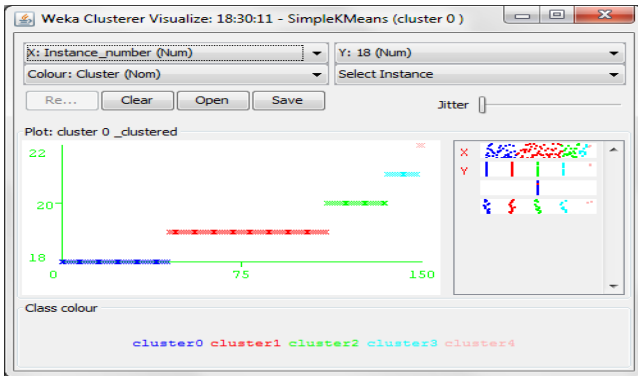 Weka Clusterer Visualize: 18:30:11 - SimpleKMeans (cluster 0 )
X: Instance_number (Num) Y: 18 (Num)
Colour: Cluster (Nom) Select Instance
Re... Clear Open Save Jitter
Plot: cluster 0 _clustered
22
20
18
0 75 150
X
Y
Class colour
cluster0 cluster1 cluster2 cluster3 cluster4